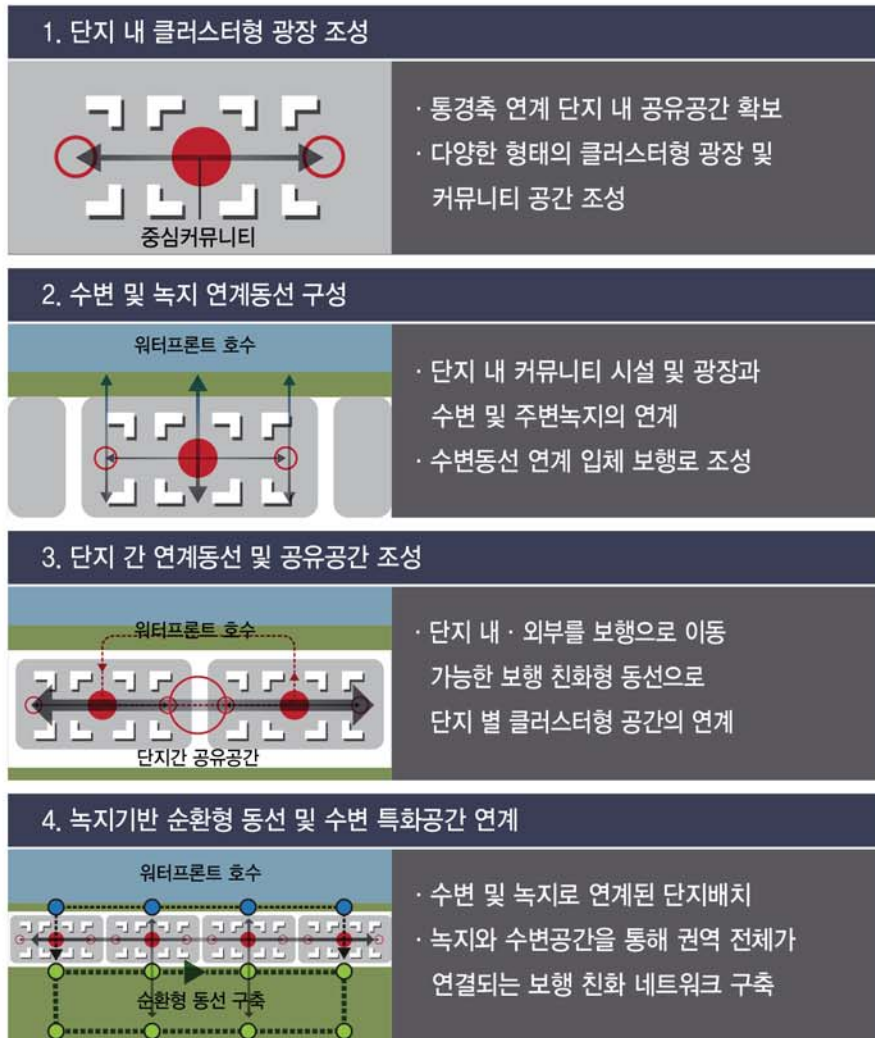 1. 단지 내 클러스터형 광장 조성
중심커뮤니티
· 통경축 연계 단지 내 공유공간 확보
· 다양한 형태의 클러스터형 광장 및
커뮤니티 공간 조성
2. 수변 및 녹지 연계동선 구성
워터프론트 호수
· 단지 내 커뮤니티 시설 및 광장과
수변 및 주변녹지의 연계
· 수변동선 연계 입체 보행로 조성
3. 단지 간 연계동선 및 공유공간 조성
워터프론트 호수
단지간 공유공간
· 단지 내 · 외부를 보행으로 이동
가능한 보행 친화형 동선으로
단지 별 클러스터형 공간의 연계
4. 녹지기반 순환형 동선 및 수변 특화공간 연계
워터프론트 호수
순환형 동선 구축
· 수변 및 녹지로 연계된 단지배치
· 녹지와 수변공간을 통해 권역 전체가
연결되는 보행 친화 네트워크 구축